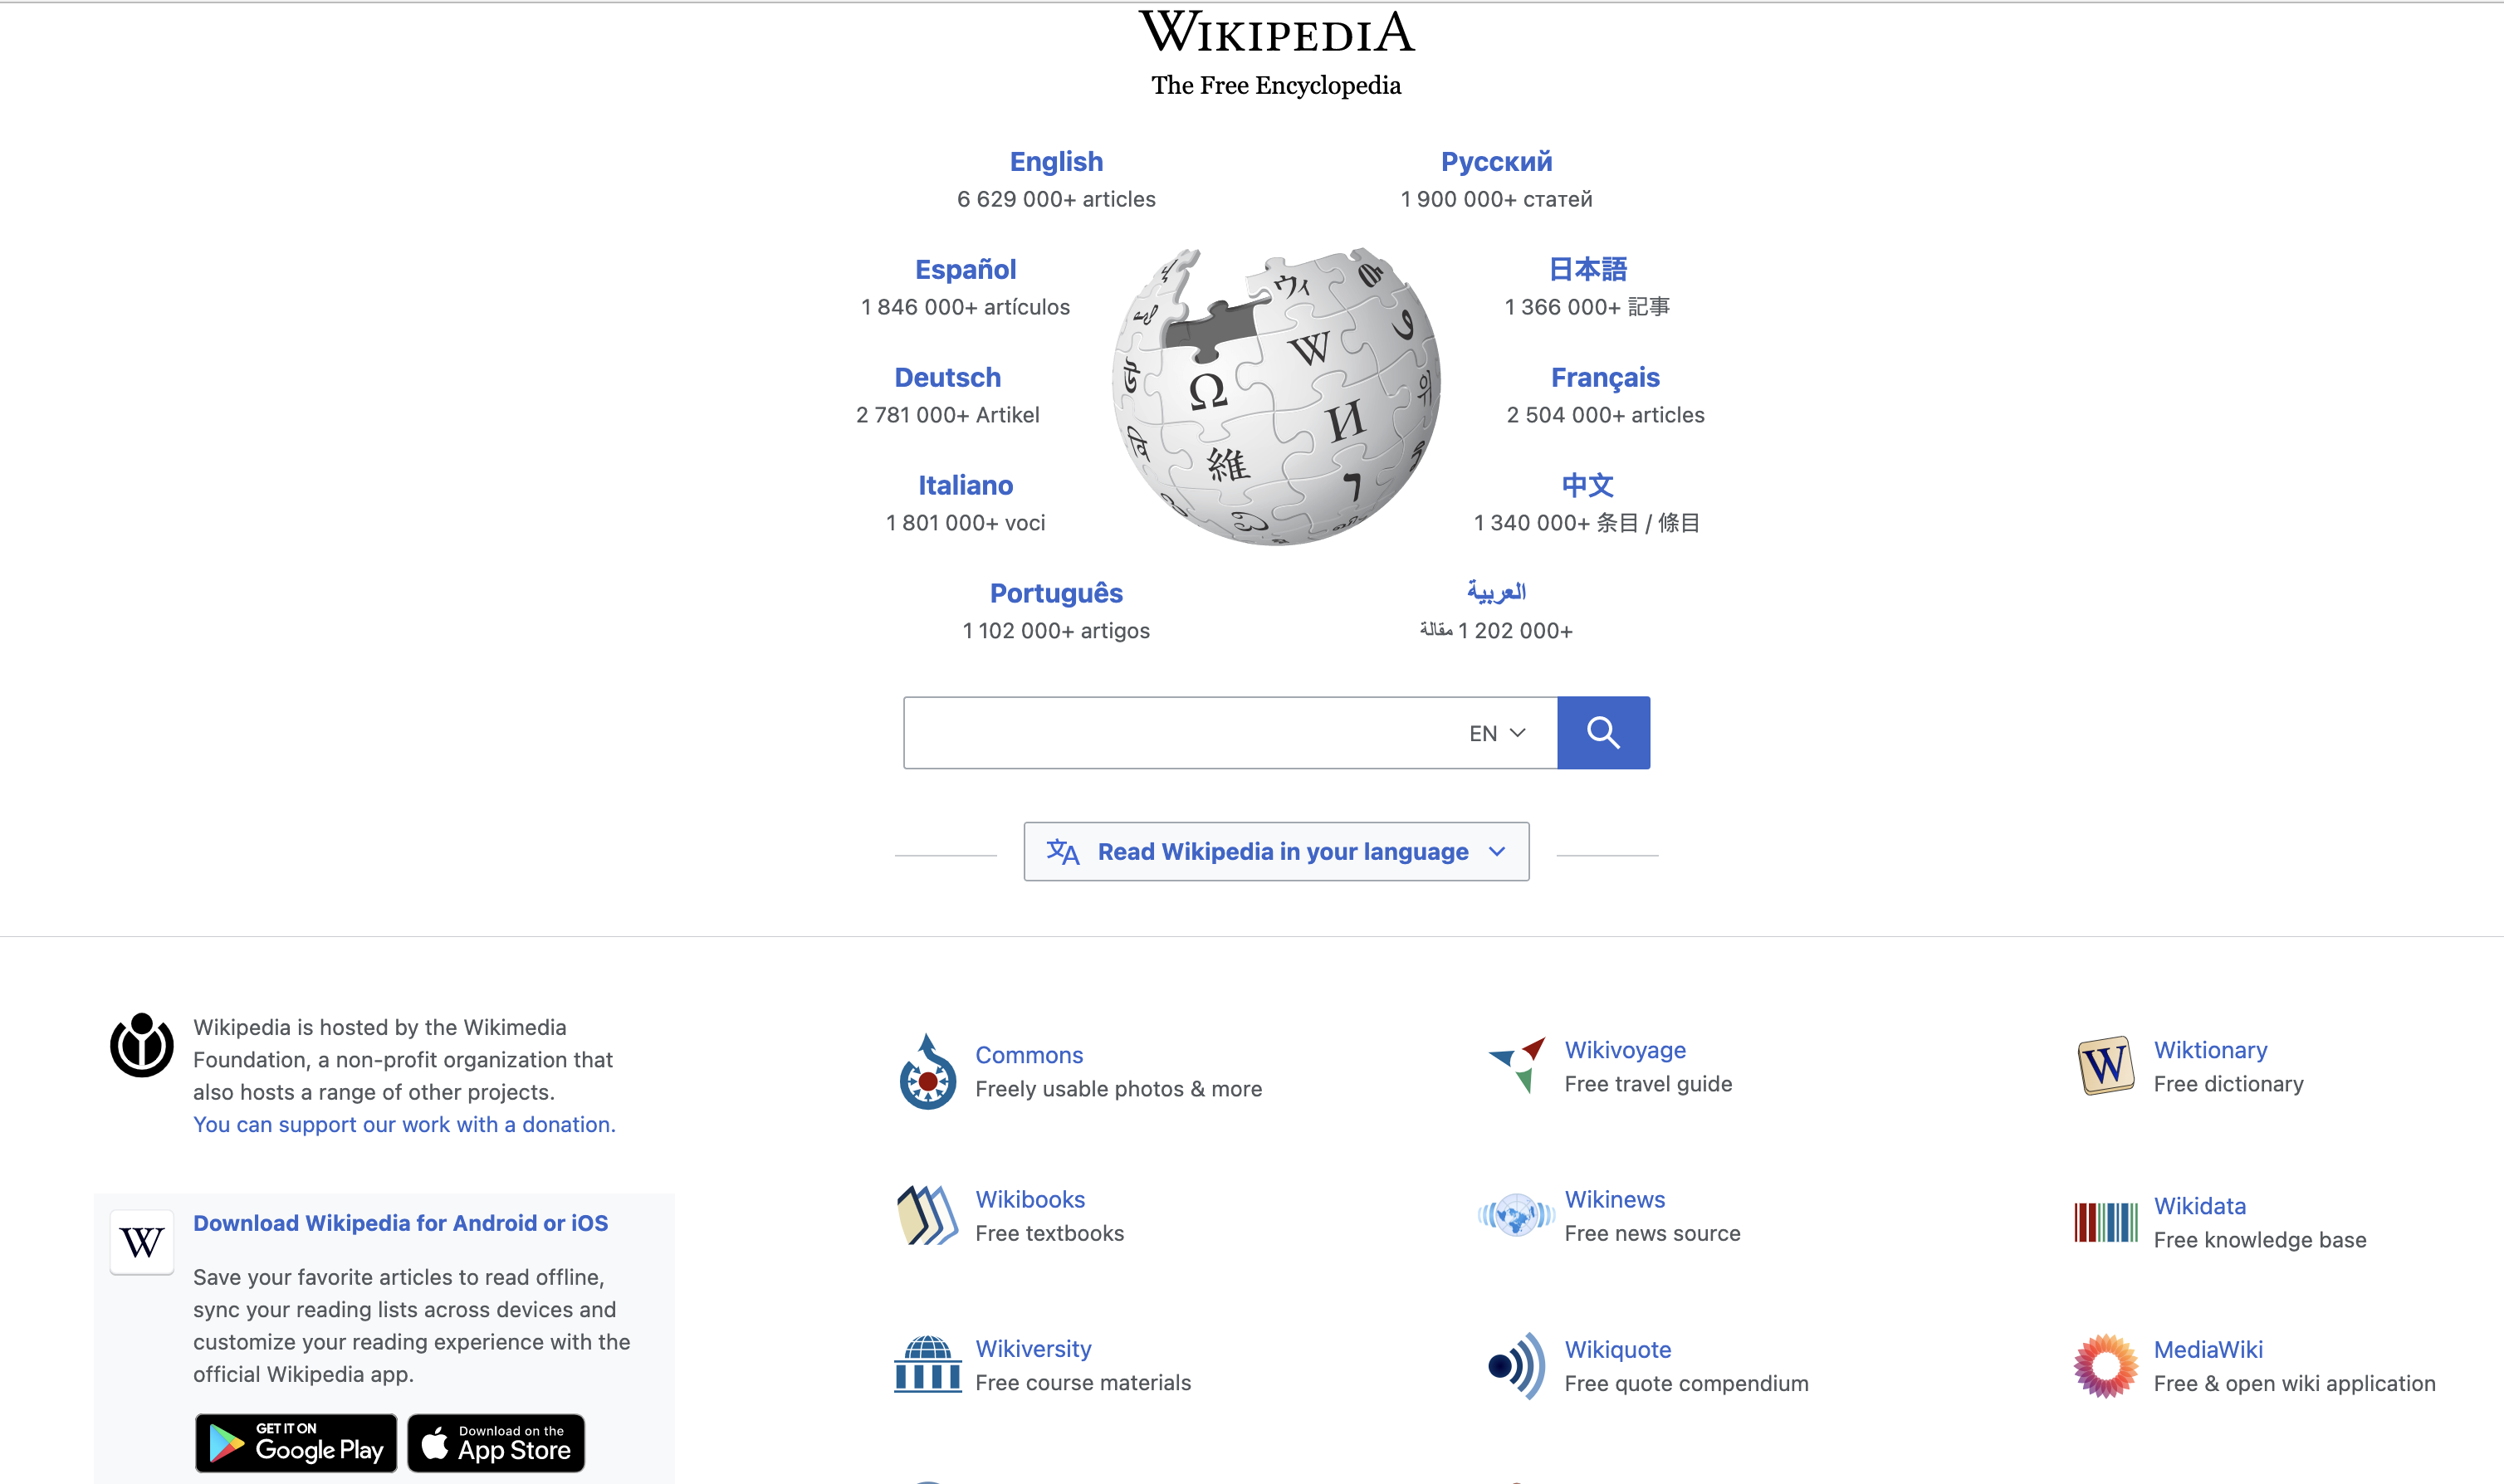 WIKIPEDIA
The Free Encyclopedia
English
6 629 000+ articles
Русский
1 900 000+ статей
Español
1 846 000+ artículos
日本語
1 366 000+ 記事
Deutsch
2 781 000+ Artikel
Français
2 504 000+ articles
Italiano
1 801 000+ voci
中文
1 340 000+ 条目 / 條目
Português
1 102 000+ artigos
العربية
1 202 000+ مقالة
Ω
W
И
維
ウィ
ו
EN
文A Read Wikipedia in your language
Wikipedia is hosted by the Wikimedia
Foundation, a non-profit organization that
also hosts a range of other projects.
You can support our work with a donation.
W
Download Wikipedia for Android or iOS
Save your favorite articles to read offline,
sync your reading lists across devices and
customize your reading experience with the
official Wikipedia app.
GET IT ON
Google Play
Download on the
App Store
Commons
Freely usable photos & more
Wikivoyage
Free travel guide
W
Wiktionary
Free dictionary
Wikibooks
Free textbooks
Wikinews
Free news source
Wikidata
Free knowledge base
Wikiversity
Free course materials
Wikiquote
Free quote compendium
MediaWiki
Free & open wiki application